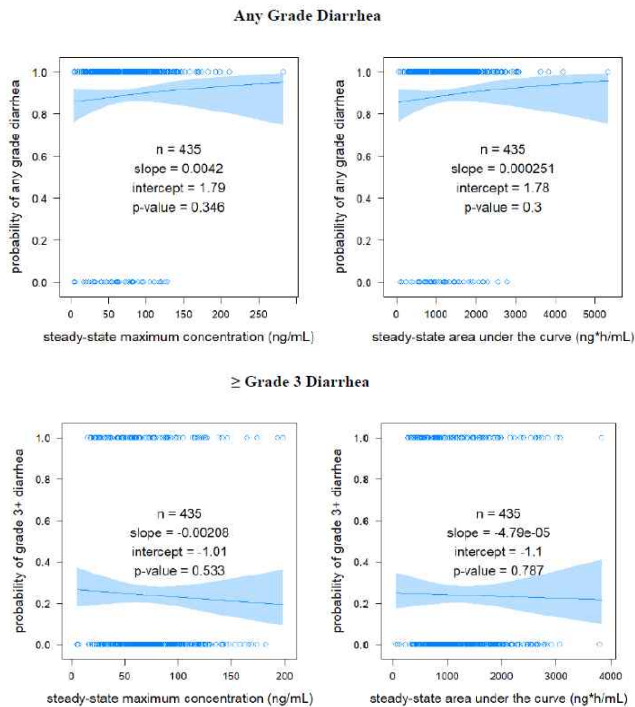 Any Grade Diarrhea
probability of any grade diarrhea
1.0
0.8
0.6
0.4
0.2
0.0
n = 435
slope = 0.0042
intercept = 1.79
p-value = 0.346
0 50 100 150 200 250
steady-state maximum concentration (ng/mL)
probability of any grade diarrhea
1.0
0.8
0.6
0.4
0.2
0.0
n = 435
slope = 0.000251
intercept = 1.78
p-value = 0.3
0 1000 2000 3000 4000 5000
steady-state area under the curve (ng*h/mL)
≥ Grade 3 Diarrhea
probability of grade 3+ diarrhea
1.0
0.8
0.6
0.4
0.2
0.0
n = 435
slope = -0.00208
intercept = -1.01
p-value = 0.533
0 50 100 150 200
steady-state maximum concentration (ng/mL)
probability of grade 3+ diarrhea
1.0
0.8
0.6
0.4
0.2
0.0
n = 435
slope = -4.79e-05
intercept = -1.1
p-value = 0.787
0 1000 2000 3000 4000
steady-state area under the curve (ng*h/mL)